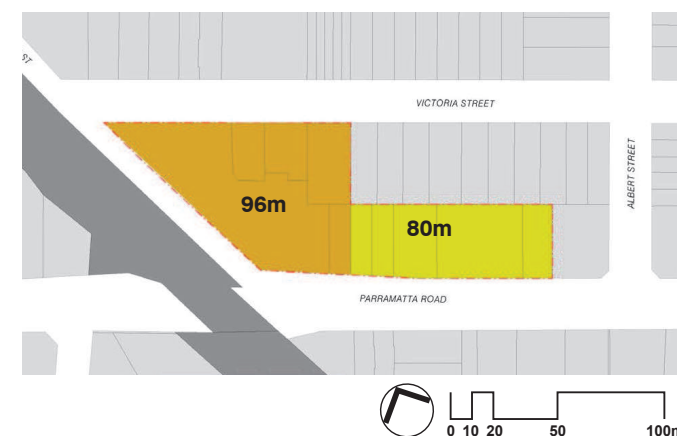 ST
VICTORIA STREET
ALBERT STREET
96m
80m
PARRAMATTA ROAD
0 10 20 50 100m